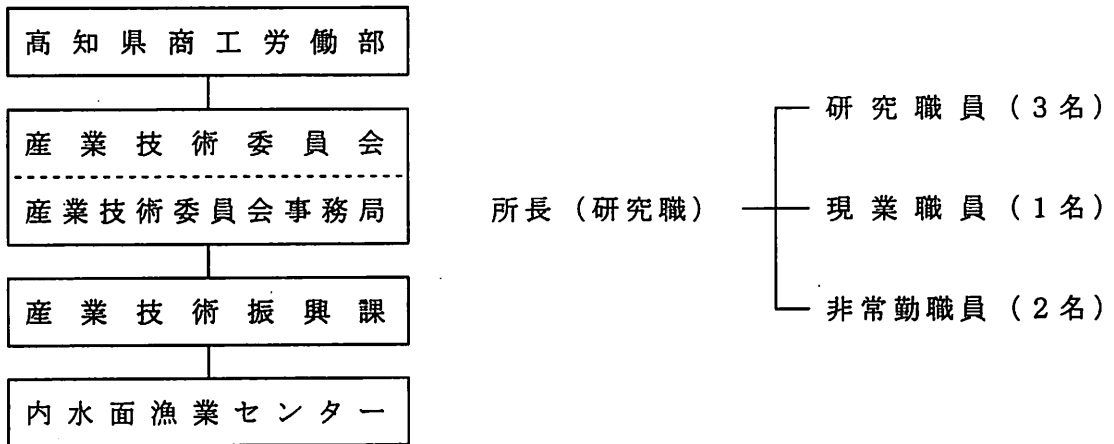 高知県商工労働部
産業技術委員会
産業技術委員会事務局
産業技術振興課
内水面漁業センター
所長（研究職）
研究職員（3名）
現業職員（1名）
非常勤職員（2名）